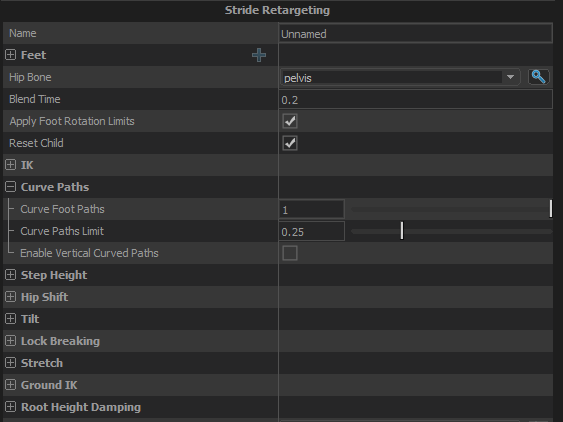 Stride Retargeting
Name Unnamed
Feet
Hip Bone pelvis
Blend Time 0.2
Apply Foot Rotation Limits
Reset Child
IK
Curve Paths
Curve Foot Paths 1
Curve Paths Limit 0.25
Enable Vertical Curved Paths
Step Height
Hip Shift
Tilt
Lock Breaking
Stretch
Ground IK
Root Height Damping